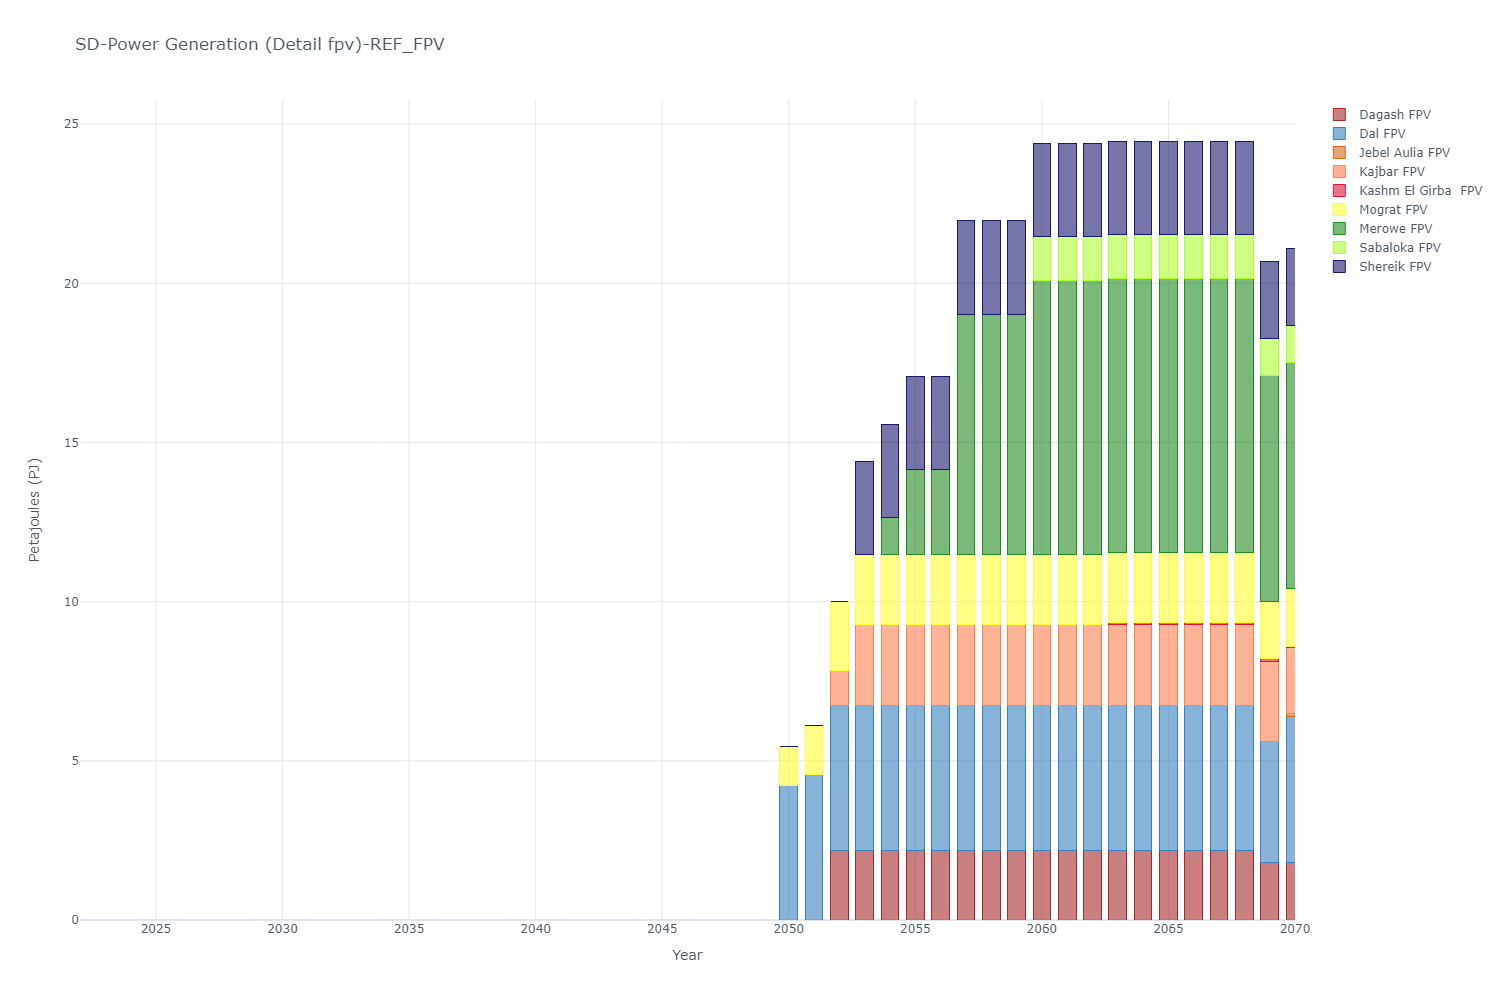 SD-Power Generation (Detail fpv)-REF_FPV
Petajoules (PJ)
25
20
15
10
5
0
2025
2030
2035
2040
2045
2050
2055
2060
2065
2070
Year
Dagash FPV
Dal FPV
Jebel Aulia FPV
Kajbar FPV
Kashm El Girba  FPV
Mograt FPV
Merowe FPV
Sabaloka FPV
Shereik FPV